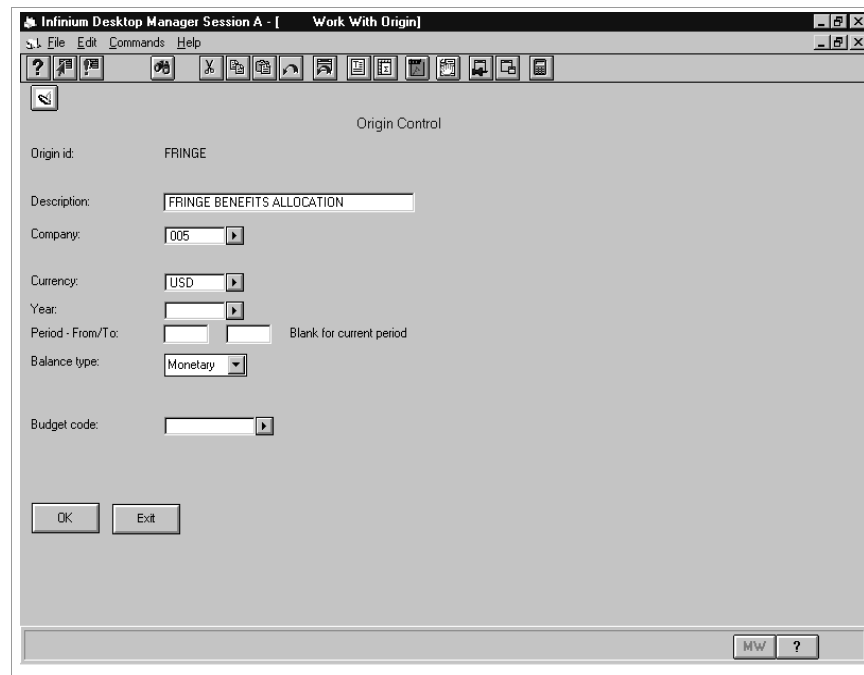 Infinium Desktop Manager Session A - [ Work With Origin]
File Edit Commands Help
Origin Control
Origin id: FRINGE
Description: FRINGE BENEFITS ALLOCATION
Company: 005
Currency: USD
Year:
Period - From/To: Blank for current period
Balance type: Monetary
Budget code:
OK Exit
MW ?